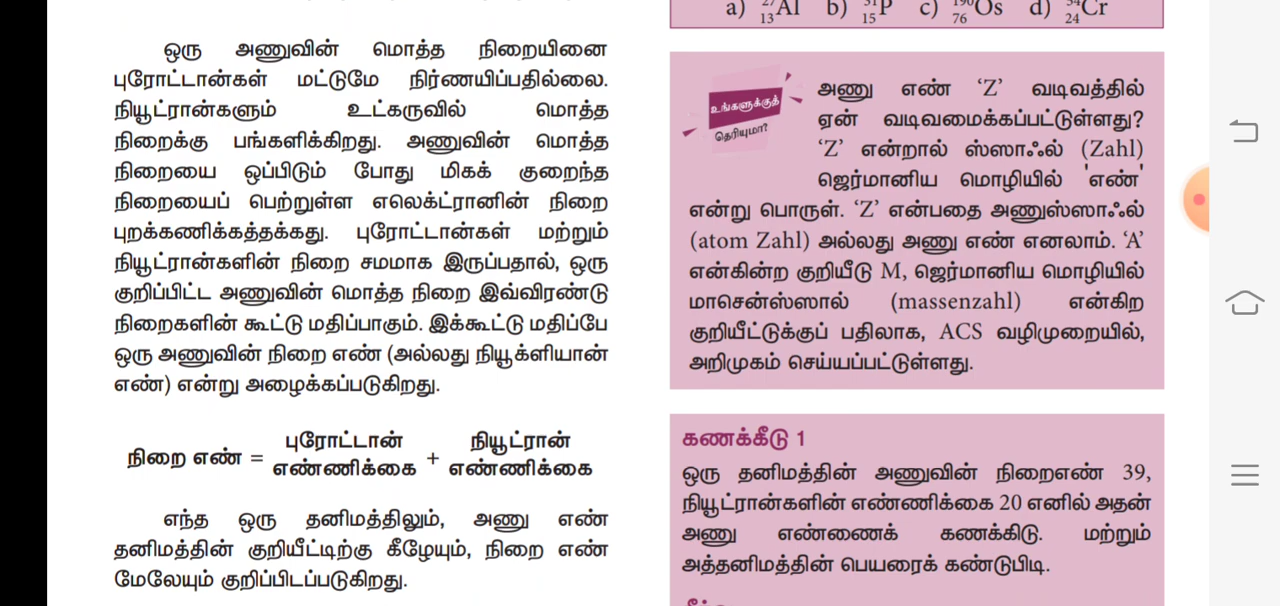 ஒரு அணுவின் மொத்த நிறையினை
புரோட்டான்கள் மட்டுமே நிர்ணயிப்பதில்லை.
நியூட்ரான்களும் உட்கருவில் மொத்த
நிறைக்கு பங்களிக்கிறது. அணுவின் மொத்த
நிறையை ஒப்பிடும் போது மிகக் குறைந்த
நிறையைப் பெற்றுள்ள எலெக்ட்ரானின் நிறை
புறக்கணிக்கத்தக்கது. புரோட்டான்கள் மற்றும்
நியூட்ரான்களின் நிறை சமமாக இருப்பதால், ஒரு
குறிப்பிட்ட அணுவின் மொத்த நிறை இவ்விரண்டு
நிறைகளின் கூட்டு மதிப்பாகும். இக்கூட்டு மதிப்பே
ஒரு அணுவின் நிறை எண் (அல்லது நியூக்ளியான்
எண்) என்று அழைக்கப்படுகிறது.
நிறை எண் = புரோட்டான் எண்ணிக்கை + நியூட்ரான் எண்ணிக்கை
எந்த ஒரு தனிமத்திலும், அணு எண்
தனிமத்தின் குறியீட்டிற்கு கீழேயும், நிறை எண்
மேலேயும் குறிப்பிடப்படுகிறது.
a) ²⁷₁₃Al b) ³¹₁₅P c) ¹⁹⁰₇₆Os d) ⁵⁴₂₄Cr
உங்களுக்குத்
தெரியுமா?
அணு எண் ‘Z’ வடிவத்தில்
ஏன் வடிவமைக்கப்பட்டுள்ளது?
‘Z’ என்றால் ஸ்ஸாஃல் (Zahl)
ஜெர்மானிய மொழியில் 'எண்'
என்று பொருள். ‘Z’ என்பதை அணுஸ்ஸாஃல்
(atom Zahl) அல்லது அணு எண் எனலாம். ‘A’
என்கின்ற குறியீடு M, ஜெர்மானிய மொழியில்
மாசென்ஸ்ஸால் (massenzahl) என்கிற
குறியீட்டுக்குப் பதிலாக, ACS வழிமுறையில்,
அறிமுகம் செய்யப்பட்டுள்ளது.
கணக்கீடு 1
ஒரு தனிமத்தின் அணுவின் நிறைஎண் 39,
நியூட்ரான்களின் எண்ணிக்கை 20 எனில் அதன்
அணு எண்ணைக் கணக்கிடு. மற்றும்
அத்தனிமத்தின் பெயரைக் கண்டுபிடி.